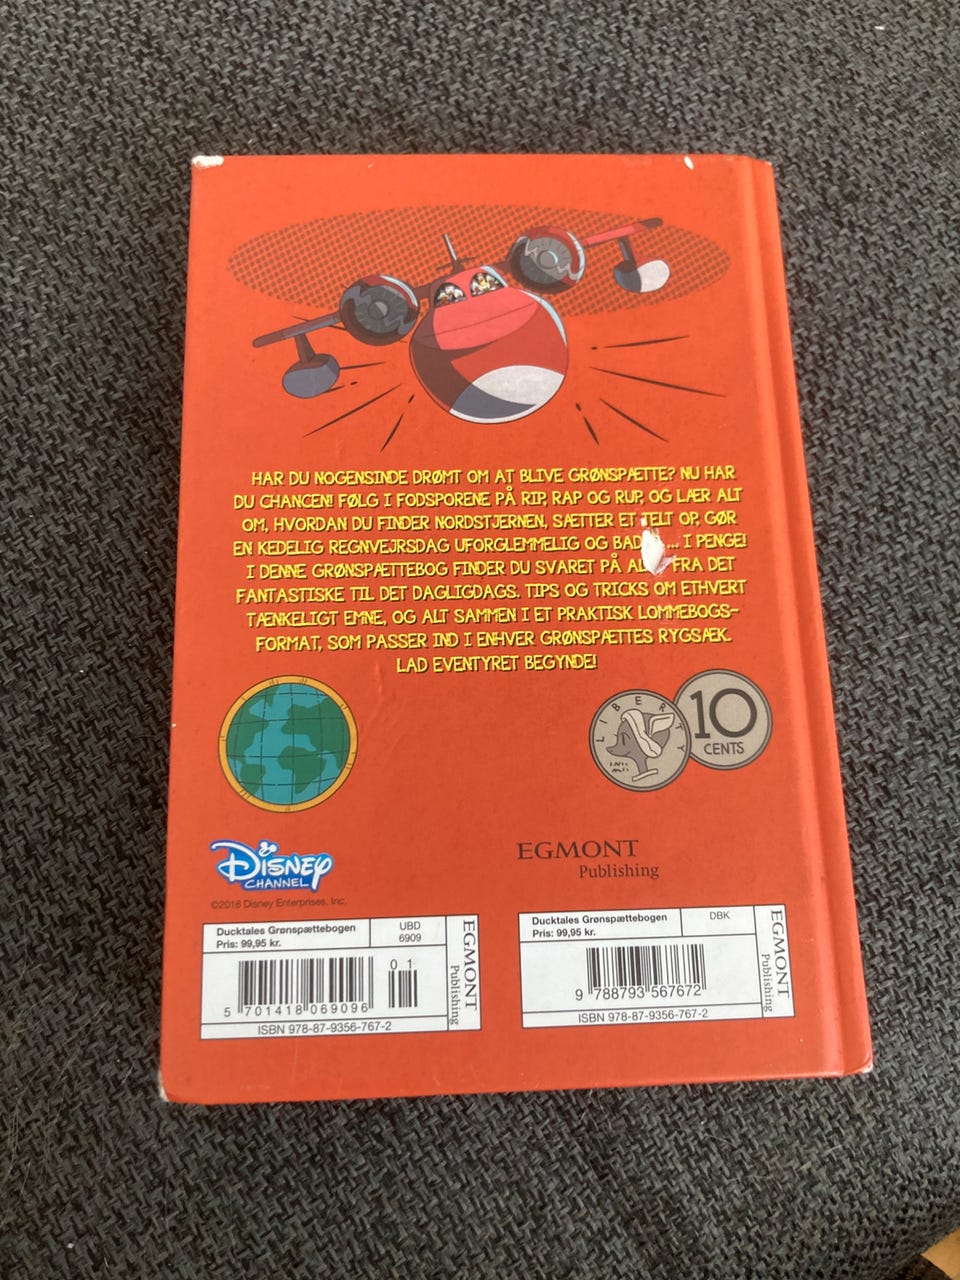 HAR DU NOGENSINDE DRØMT OM AT BLIVE GRØNSPÆTTE? NU HAR
DU CHANCEN! FØLG I FODSPORENE PÅ RIP, RAP OG RUP, OG LÆR ALT
OM, HVORDAN DU FINDER NORDSTJERNEN, SÆTTER ET TELT OP, GØR
EN KEDELIG REGNVEJRSDAG UFORGLEMMELIG OG ... I PENGE!
I DENNE GRØNSPÆTTEBOG FINDER DU SVARET PÅ FRA DET
FANTASTISKE TIL DET DAGLIGDAGS. TIPS OG TRICKS OM ETHVERT
TÆNKELIGT EMNE, OG ALT SAMMEN I ET PRAKTISK LOMMEBOGS-
FORMAT, SOM PASSER IND I ENHVER GRØNSPÆTTES RYGSÆK.
LAD EVENTYRET BEGYNDE!
LIBERTY
10
CENTS
DISNEY
CHANNEL
©2018 Disney Enterprises, Inc.
EGMONT
Publishing
Ducktales Grønspættebogen
Pris: 99,95 kr.
UBD
6909
EGMONT
Publishing
01
5 701418 069096
ISBN 978-87-9356-767-2
Ducktales Grønspættebogen
Pris: 99,95 kr.
DBK
EGMONT
Publishing
9 788793 567672
ISBN 978-87-9356-767-2